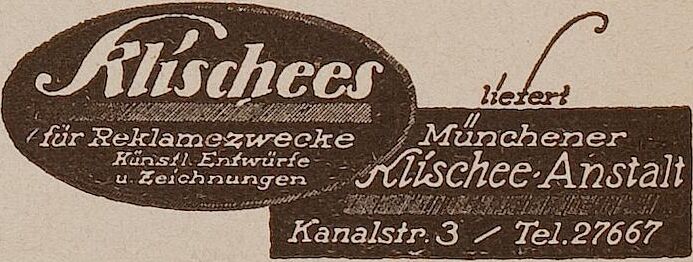 Klischees
für Reklamezwecke
Künstl. Entwürfe
u. Zeichnungen
liefert
Münchener
Klischee-Anstalt
Kanalstr. 3 / Tel. 27667